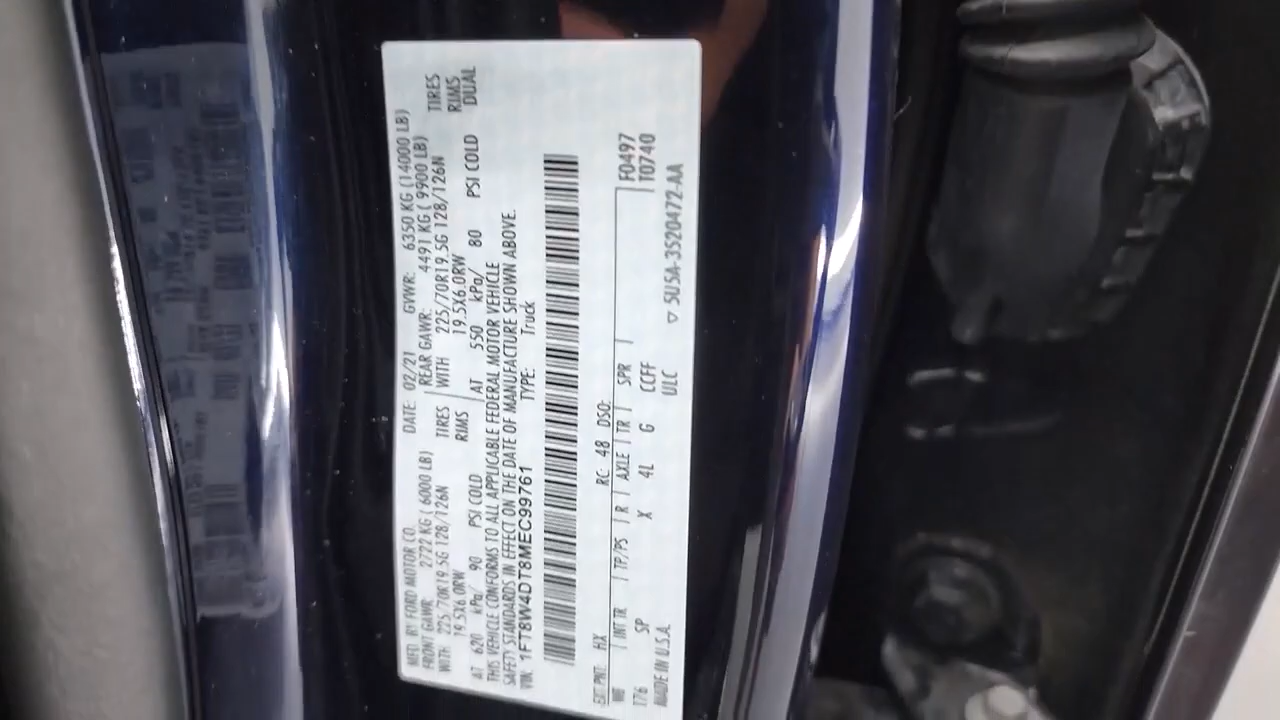 MFD. BY FORD MOTOR CO. DATE: 02/21 GVWR: 6350 KG (14000 LB)
FRONT GAWR: 2722 KG ( 6000 LB) REAR GAWR: 4491 KG ( 9900 LB)
WITH 225/70R19.5G 128/126N TIRES WITH 225/70R19.5G 128/126N TIRES
19.5X6.0RW RIMS 19.5X6.0RW RIMS
AT 620 kPa/ 90 PSI COLD AT 550 kPa/ 80 PSI COLD DUAL
THIS VEHICLE CONFORMS TO ALL APPLICABLE FEDERAL MOTOR VEHICLE
SAFETY STANDARDS IN EFFECT ON THE DATE OF MANUFACTURE SHOWN ABOVE.
VIN: 1FT8W4DT8MEC99761 TYPE: Truck
EXT PNT: HX RC: 48 DSO:
WB INT TR TP/PS R AXLE TR SPR F0497
176 SP X 4L G CCFF T0740
MADE IN U.S.A. ULC ▽ 5U5A-3520472-AA